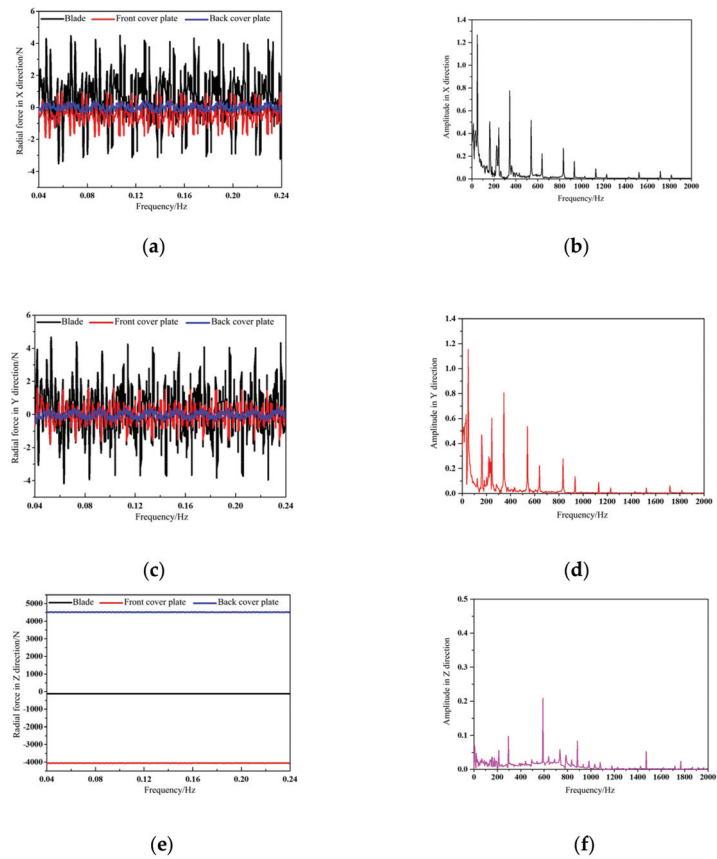 Blade Front cover plate Back cover plate
Radial force in X direction/N
6
4
2
0
-2
-4
0.04 0.08 0.12 0.16 0.20 0.24
Frequency/Hz
(a)
Amplitude in X direction
1.4
1.2
1.0
0.8
0.6
0.4
0.2
0.0
0 200 400 600 800 1000 1200 1400 1600 1800 2000
Frequency/Hz
(b)
Blade Front cover plate Back cover plate
Radial force in Y direction/N
6
4
2
0
-2
-4
0.04 0.08 0.12 0.16 0.20 0.24
Frequency/Hz
(c)
Amplitude in Y direction
1.4
1.2
1.0
0.8
0.6
0.4
0.2
0.0
0 200 400 600 800 1000 1200 1400 1600 1800 2000
Frequency/Hz
(d)
Blade Front cover plate Back cover plate
Radial force in Z direction/N
5000
4000
3000
2000
1000
0
-1000
-2000
-3000
-4000
0.04 0.08 0.12 0.16 0.20 0.24
Frequency/Hz
(e)
Amplitude in Z direction
0.5
0.4
0.3
0.2
0.1
0.0
0 200 400 600 800 1000 1200 1400 1600 1800 2000
Frequency/Hz
(f)